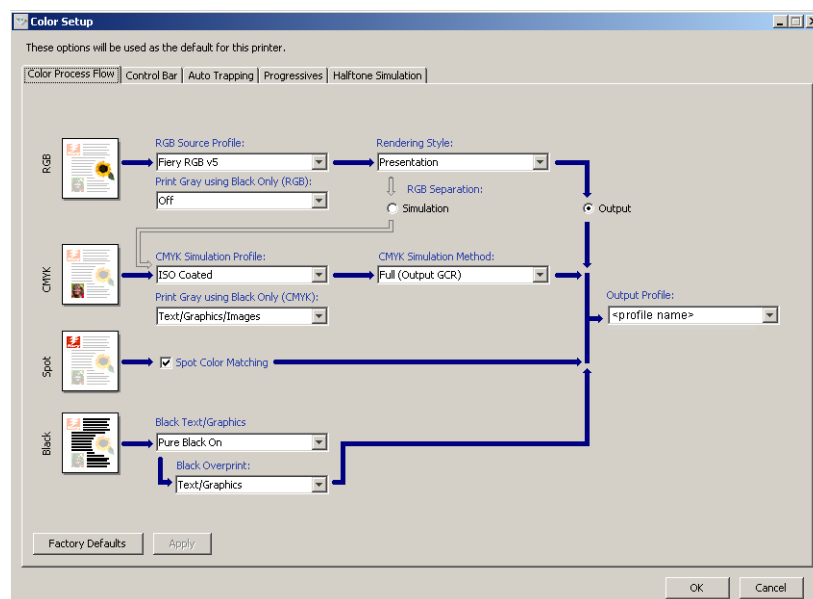 Color Setup
These options will be used as the default for this printer.
Color Process Flow
Control Bar
Auto Trapping
Progressives
Halftone Simulation
RGB
RGB Source Profile:
Fiery RGB v5
Rendering Style:
Presentation
Print Gray using Black Only (RGB):
Off
RGB Separation:
Simulation
Output
CMYK
CMYK Simulation Profile:
ISO Coated
CMYK Simulation Method:
Full (Output GCR)
Print Gray using Black Only (CMYK):
Text/Graphics/Images
Output Profile:
<profile name>
Spot
Spot Color Matching
Black
Black Text/Graphics
Pure Black On
Black Overprint:
Text/Graphics
Factory Defaults
Apply
OK
Cancel